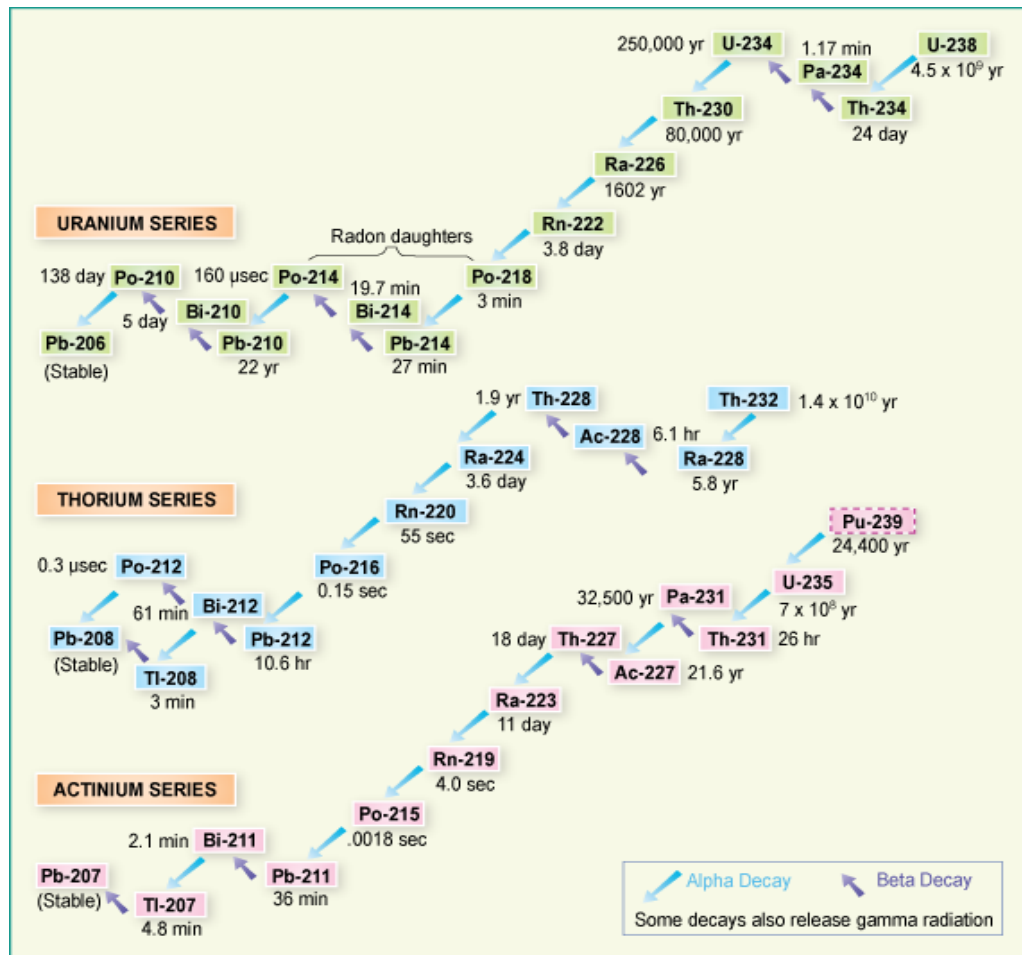 250,000 yr U-234 1.17 min U-238
Pa-234 4.5 x 10⁹ yr
Th-230 Th-234
80,000 yr 24 day
Ra-226
1602 yr
URANIUM SERIES Rn-222
Radon daughters 3.8 day
138 day Po-210 160 µsec Po-214 Po-218
19.7 min 3 min
Bi-210 Bi-214
5 day
Pb-206 Pb-210 Pb-214
(Stable) 22 yr 27 min
1.9 yr Th-228 Th-232 1.4 x 10¹⁰ yr
Ac-228 6.1 hr
Ra-224 Ra-228
3.6 day 5.8 yr
THORIUM SERIES
Rn-220
55 sec
Pu-239
24,400 yr
0.3 µsec Po-212 Po-216
0.15 sec U-235
7 x 10⁸ yr
61 min Bi-212 32,500 yr Pa-231
Pb-208 Pb-212 18 day Th-227 Th-231 26 hr
(Stable) 10.6 hr
Tl-208 Ac-227 21.6 yr
3 min
Ra-223
11 day
Rn-219
4.0 sec
ACTINIUM SERIES
Po-215
.0018 sec
2.1 min Bi-211
Pb-207 Pb-211
(Stable) 36 min
Tl-207
4.8 min
Alpha Decay Beta Decay
Some decays also release gamma radiation